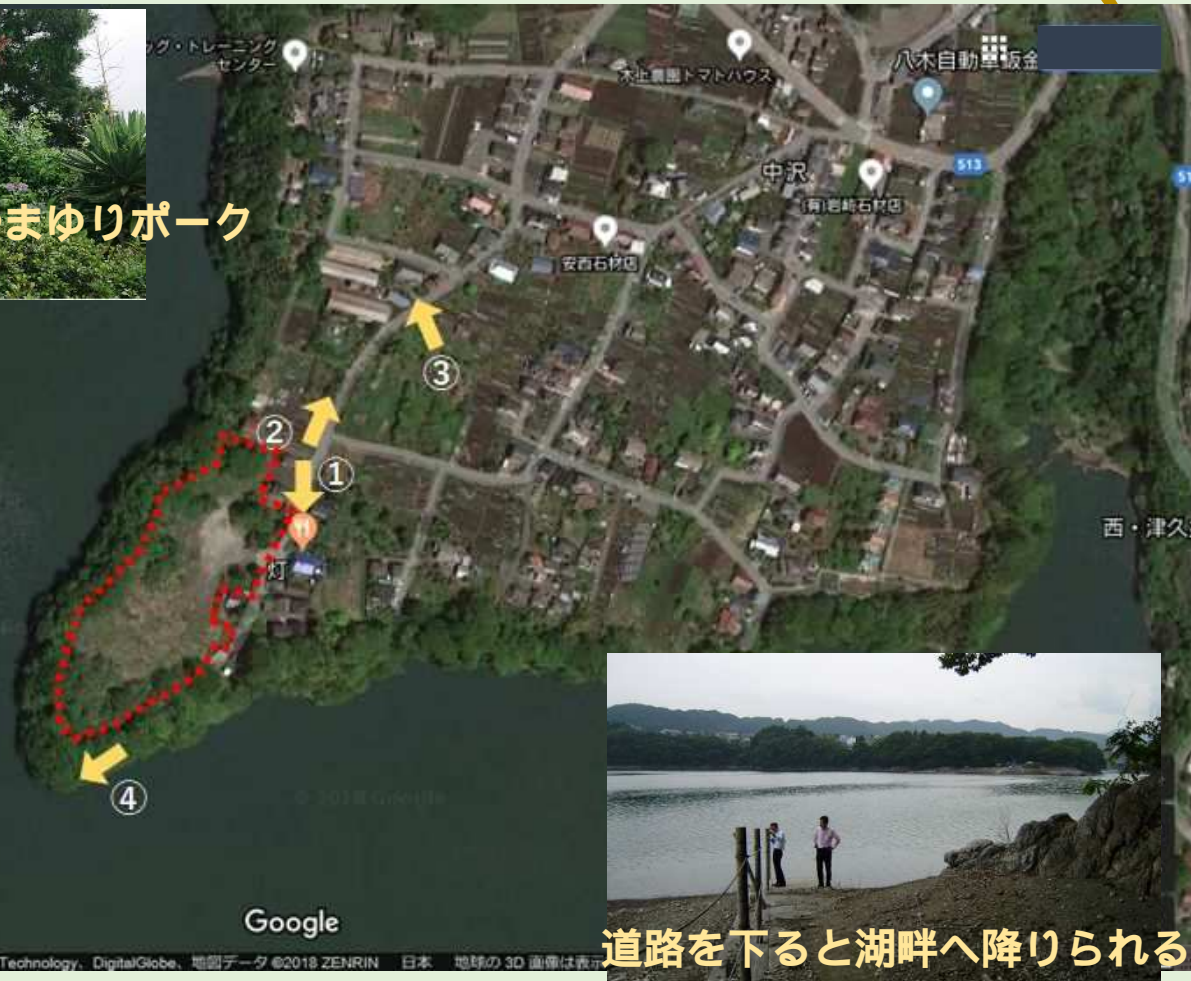 グ・トレーニング
センター
木上農園トマトハウス
八木自動車板金
中沢
513
(有)岩崎石材店
まゆりポーク
安西石材店
③
②
①
西・津久
灯
④
Google
Technology、DigitalGlobe、地図データ ©2018 ZENRIN 日本 地球の 3D 画像は表示
道路を下ると湖畔へ降りられる